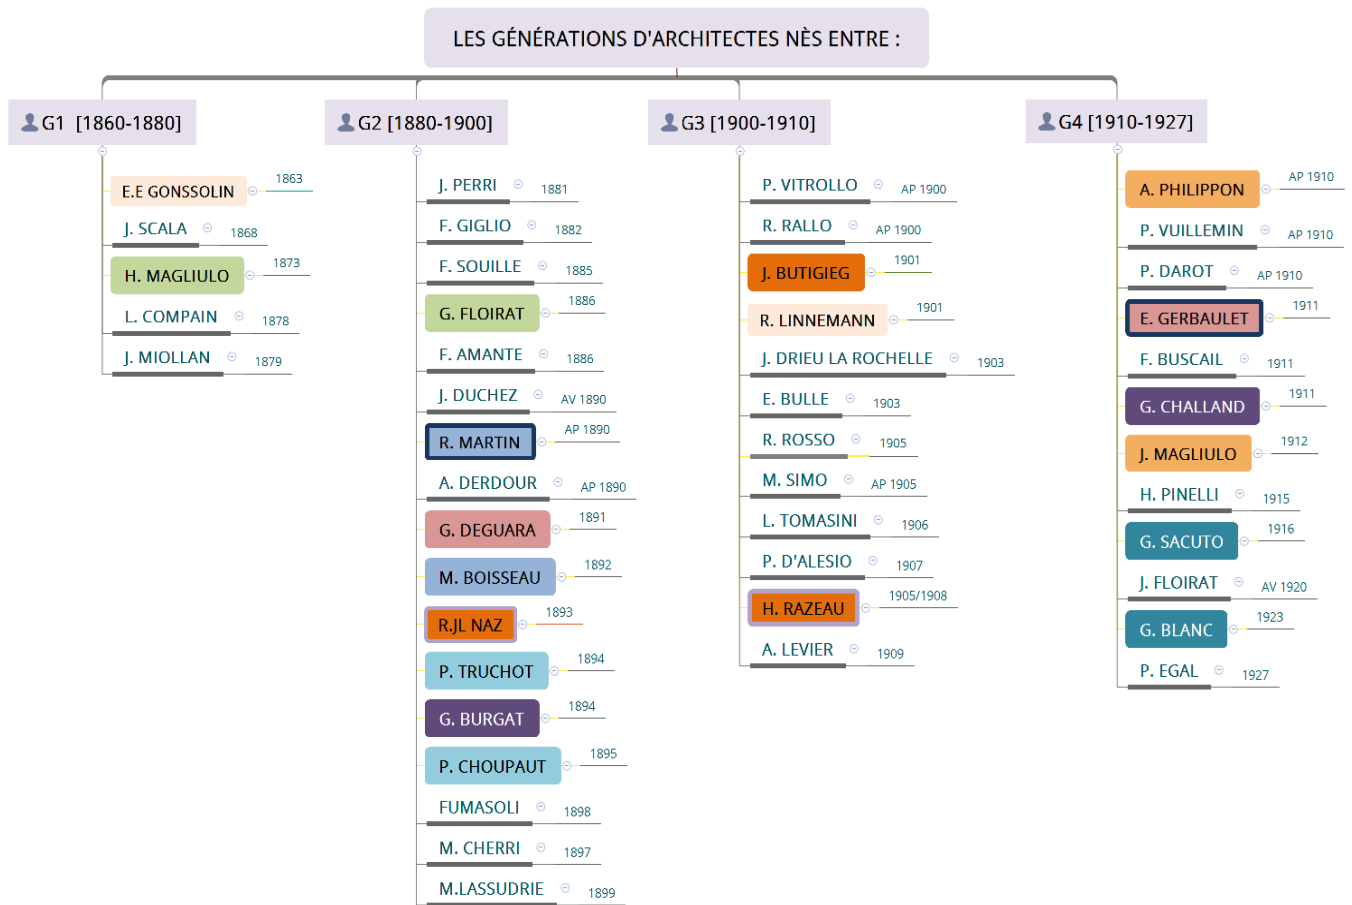 LES GÉNÉRATIONS D'ARCHITECTES NÈS ENTRE :
G1 [1860-1880]
E.E GONSSOLIN 1863
J. SCALA 1868
H. MAGLIULO 1873
L. COMPAIN 1878
J. MIOLLAN 1879
G2 [1880-1900]
J. PERRI 1881
F. GIGLIO 1882
F. SOUILLE 1885
G. FLOIRAT 1886
F. AMANTE 1886
J. DUCHEZ AV 1890
R. MARTIN AP 1890
A. DERDOUR AP 1890
G. DEGUARA 1891
M. BOISSEAU 1892
R.JL NAZ 1893
P. TRUCHOT 1894
G. BURGAT 1894
P. CHOUPAUT 1895
FUMASOLI 1898
M. CHERRI 1897
M.LASSUDRIE 1899
G3 [1900-1910]
P. VITROLLO AP 1900
R. RALLO AP 1900
J. BUTIGIEG 1901
R. LINNEMANN 1901
J. DRIEU LA ROCHELLE 1903
E. BULLE 1903
R. ROSSO 1905
M. SIMO AP 1905
L. TOMASINI 1906
P. D'ALESIO 1907
H. RAZEAU 1905/1908
A. LEVIER 1909
G4 [1910-1927]
A. PHILIPPON AP 1910
P. VUILLEMIN AP 1910
P. DAROT AP 1910
E. GERBAULET 1911
F. BUSCAIL 1911
G. CHALLAND 1911
J. MAGLIULO 1912
H. PINELLI 1915
G. SACUTO 1916
J. FLOIRAT AV 1920
G. BLANC 1923
P. EGAL 1927